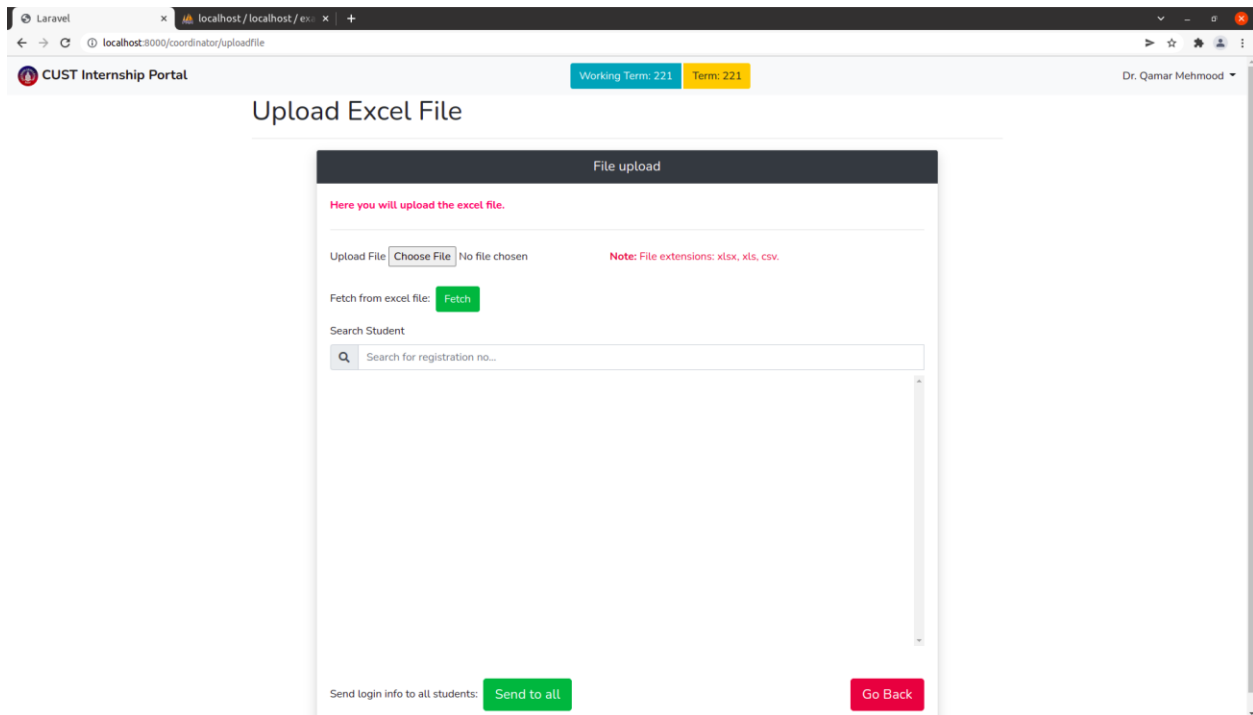 Laravel
localhost / localhost / exa
localhost:8000/coordinator/uploadfile
CUST Internship Portal
Working Term: 221
Term: 221
Dr. Qamar Mehmood
Upload Excel File
File upload
Here you will upload the excel file.
Upload File Choose File No file chosen
Note: File extensions: xlsx, xls, csv.
Fetch from excel file: Fetch
Search Student
Search for registration no...
Send login info to all students: Send to all
Go Back